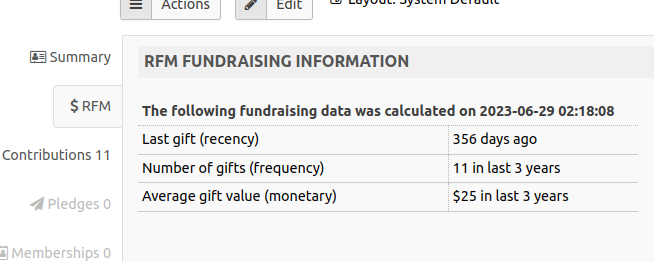 Actions
Edit
Layout: System Default
Summary
RFM FUNDRAISING INFORMATION
$ RFM
The following fundraising data was calculated on 2023-06-29 02:18:08
Last gift (recency) 356 days ago
Contributions 11
Number of gifts (frequency) 11 in last 3 years
Average gift value (monetary) $25 in last 3 years
Pledges 0
Memberships 0